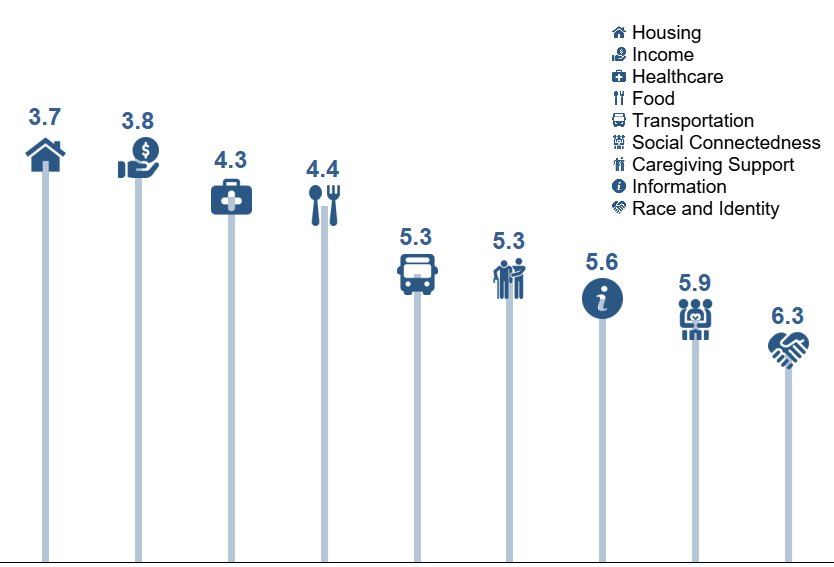 Housing
Income
Healthcare
Food
Transportation
Social Connectedness
Caregiving Support
Information
Race and Identity
3.7
3.8
4.3
4.4
5.3
5.3
5.6
5.9
6.3